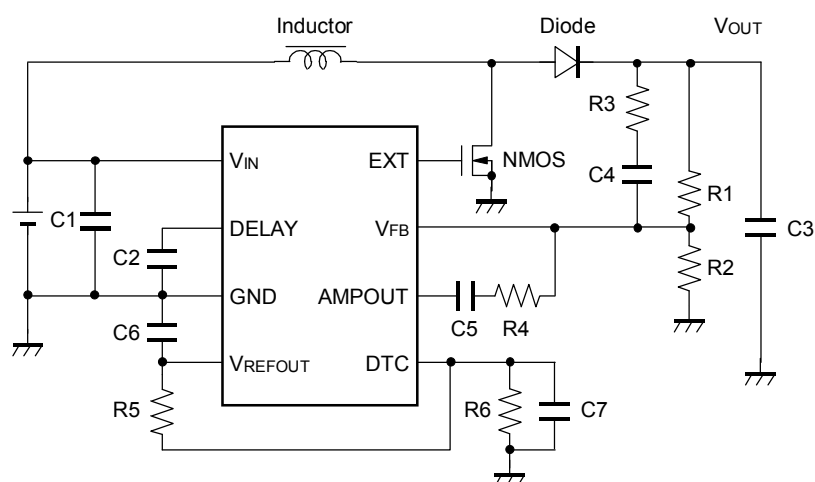 Inductor
Diode
VOUT
R3
VIN
EXT
NMOS
C4
R1
C1
DELAY
VFB
C3
C2
R2
GND
AMPOUT
C5
R4
C6
VREFOUT
DTC
R5
R6
C7